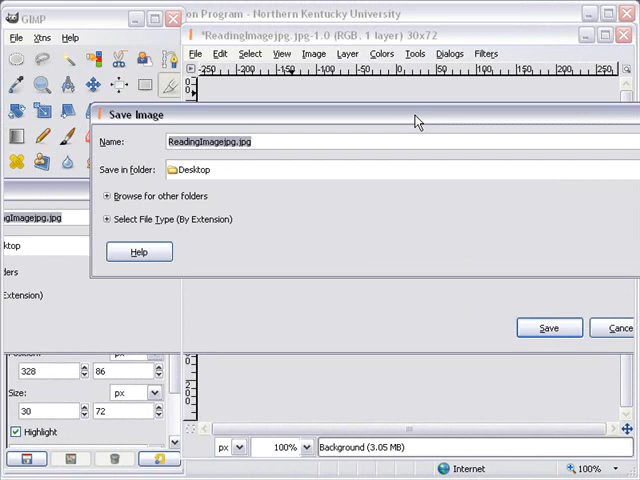 GIMP
on Program - Northern Kentucky University
File Xtns Help
*ReadingImagejpg.jpg-1.0 (RGB, 1 layer) 30x72
File Edit Select View Image Layer Colors Tools Dialogs Filters
-250 -200 -150 -100 -50 0 50 100 150 200 250
Save Image
Name: ReadingImagejpg.jpg
Save in folder: Desktop
Browse for other folders
Select File Type (By Extension)
Help
gImagejpg.jpg
ktop
ders
Extension)
Save Cance
Position: px
328 86
Size: px
30 72
Highlight
px 100% Background (3.05 MB)
Internet 100%